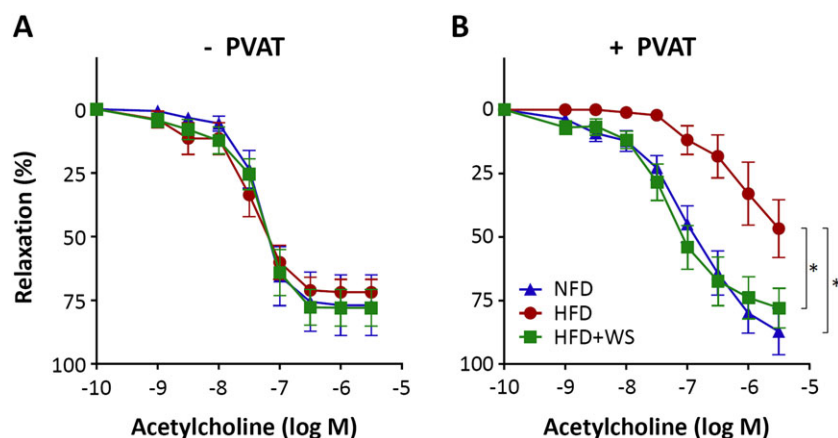 A
- PVAT
0
25
50
75
100
Relaxation (%)
-10 -9 -8 -7 -6 -5
Acetylcholine (log M)
B
+ PVAT
0
25
50
75
100
NFD
HFD
HFD+WS
*
*
-10 -9 -8 -7 -6 -5
Acetylcholine (log M)